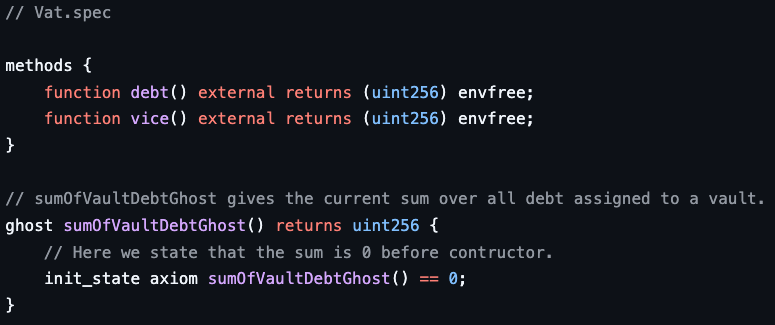 // Vat.spec
methods {
function debt() external returns (uint256) envfree;
function vice() external returns (uint256) envfree;
}
// sumOfVaultDebtGhost gives the current sum over all debt assigned to a vault.
ghost sumOfVaultDebtGhost() returns uint256 {
// Here we state that the sum is 0 before contructor.
init_state axiom sumOfVaultDebtGhost() == 0;
}